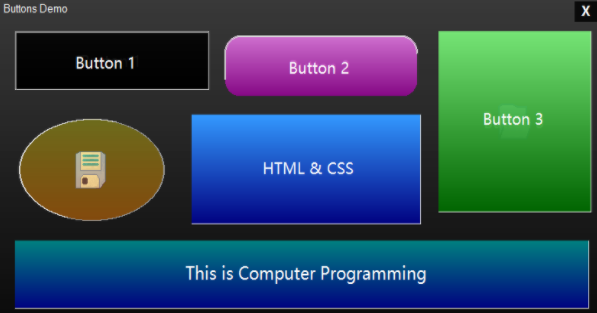 Buttons Demo
X
Button 1
Button 2
Button 3
HTML & CSS
This is Computer Programming